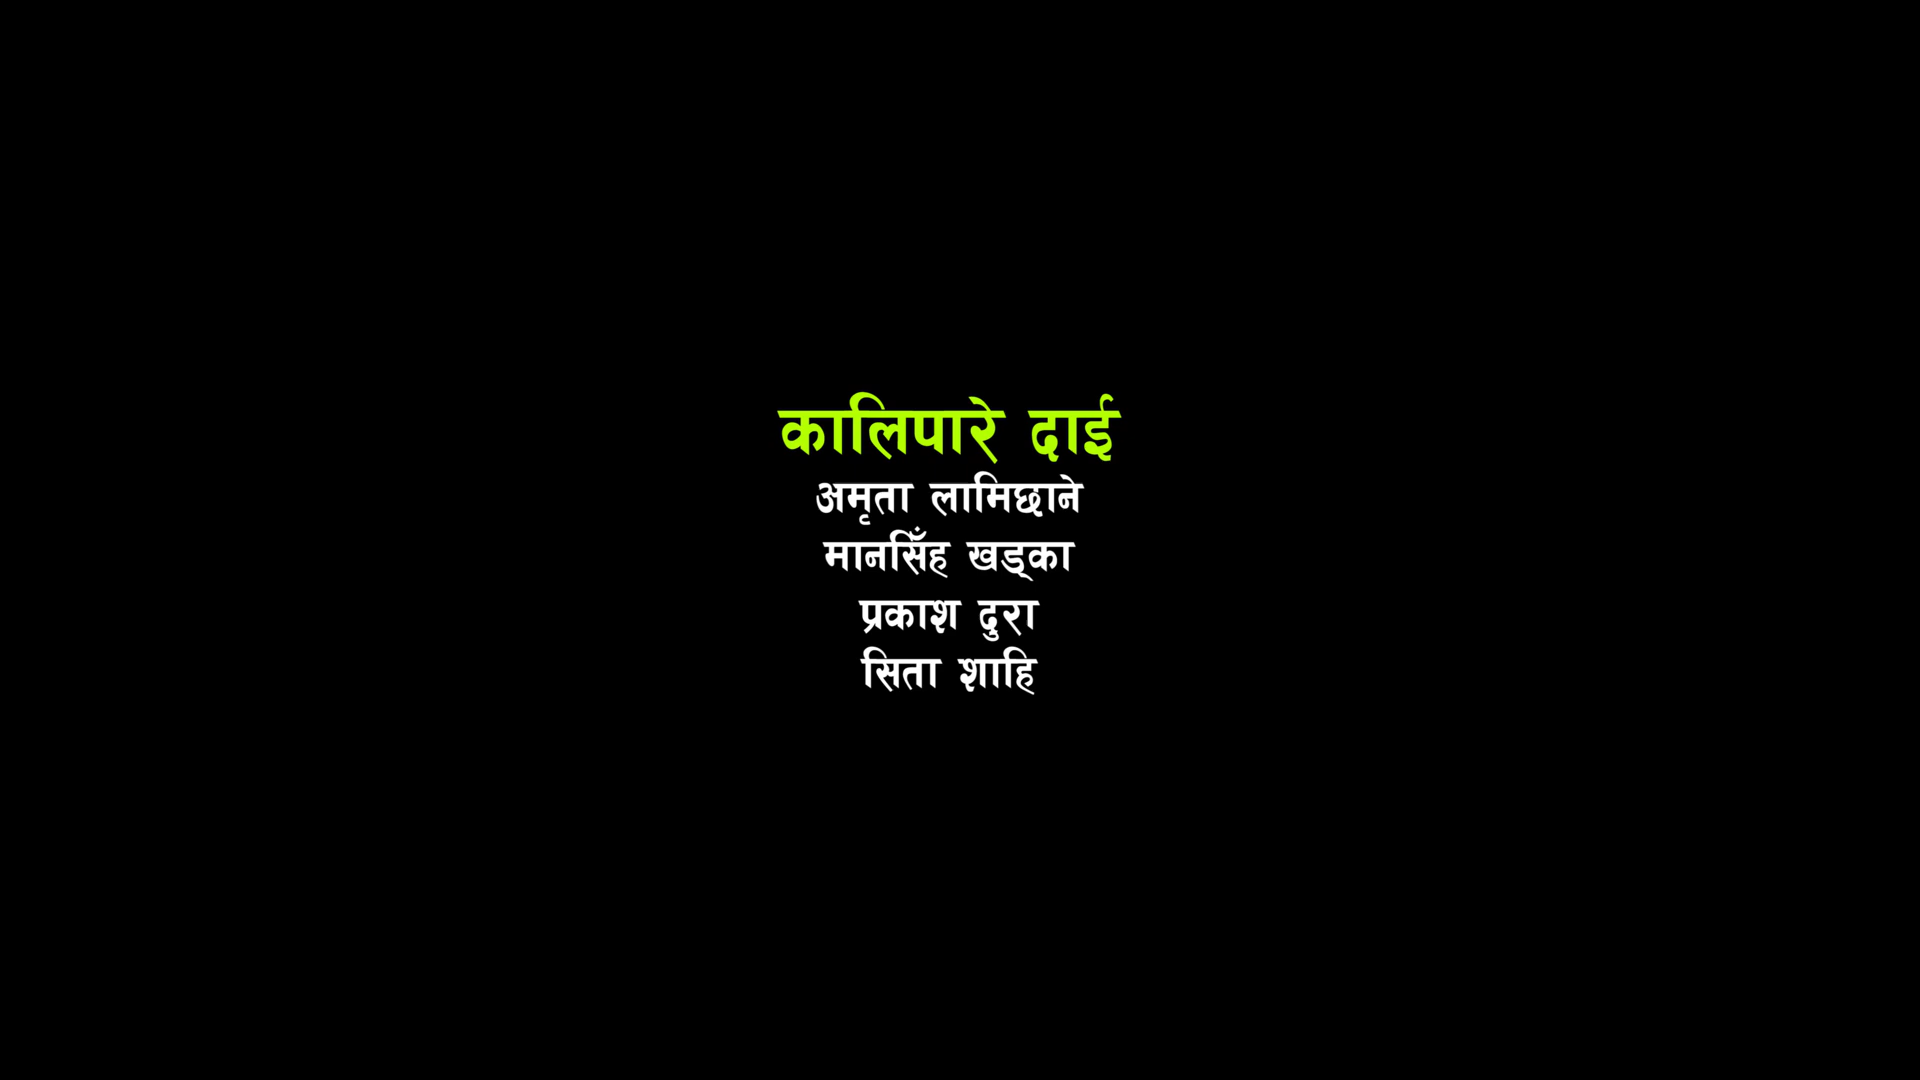 कालिपारे दाई
अमृता लामिछाने
मानसिँह खड्का
प्रकाश दुरा
सिता शाहि